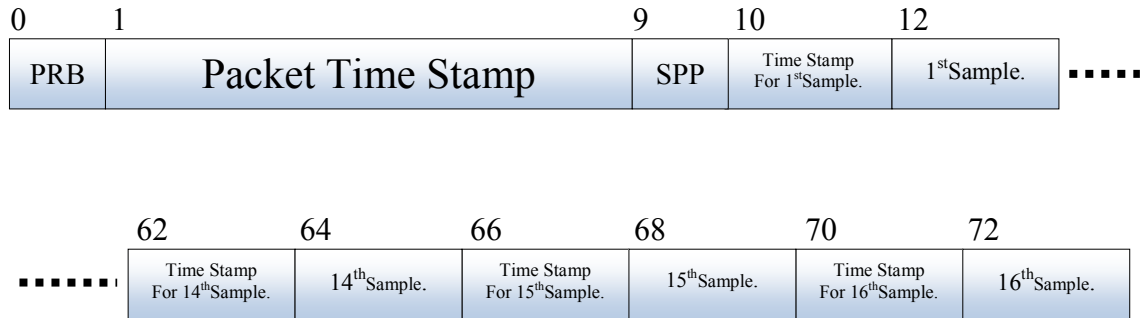 0 1 9 10 12
PRB Packet Time Stamp SPP Time Stamp For 1stSample. 1stSample.
62 64 66 68 70 72
Time Stamp For 14thSample. 14thSample. Time Stamp For 15thSample. 15thSample. Time Stamp For 16thSample. 16thSample.